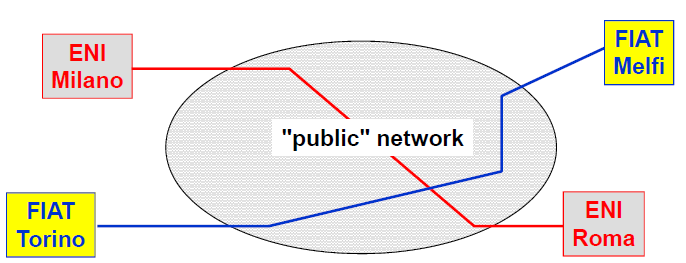 ENI
Milano
FIAT
Melfi
"public" network
FIAT
Torino
ENI
Roma